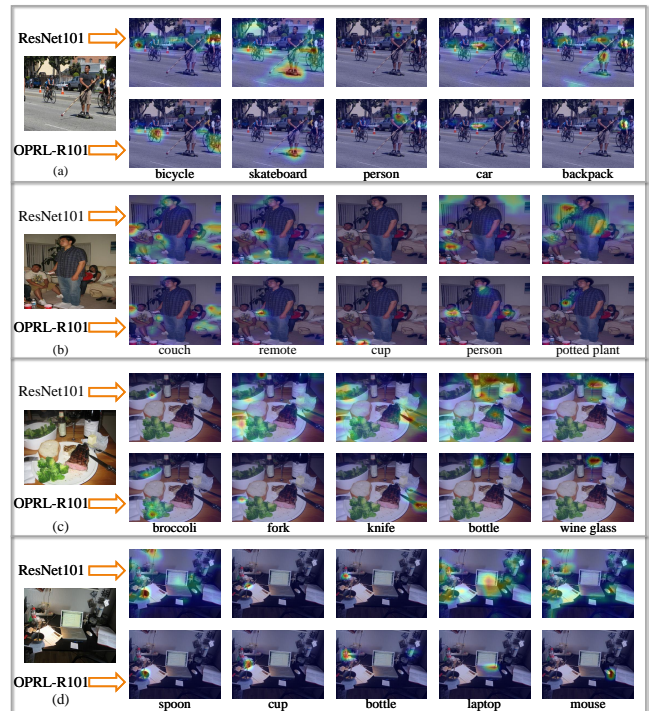 ResNet101
OPRL-R101
(a)
bicycle skateboard person car backpack
ResNet101
OPRL-R101
(b)
couch remote cup person potted plant
ResNet101
OPRL-R101
(c)
broccoli fork knife bottle wine glass
ResNet101
OPRL-R101
(d)
spoon cup bottle laptop mouse